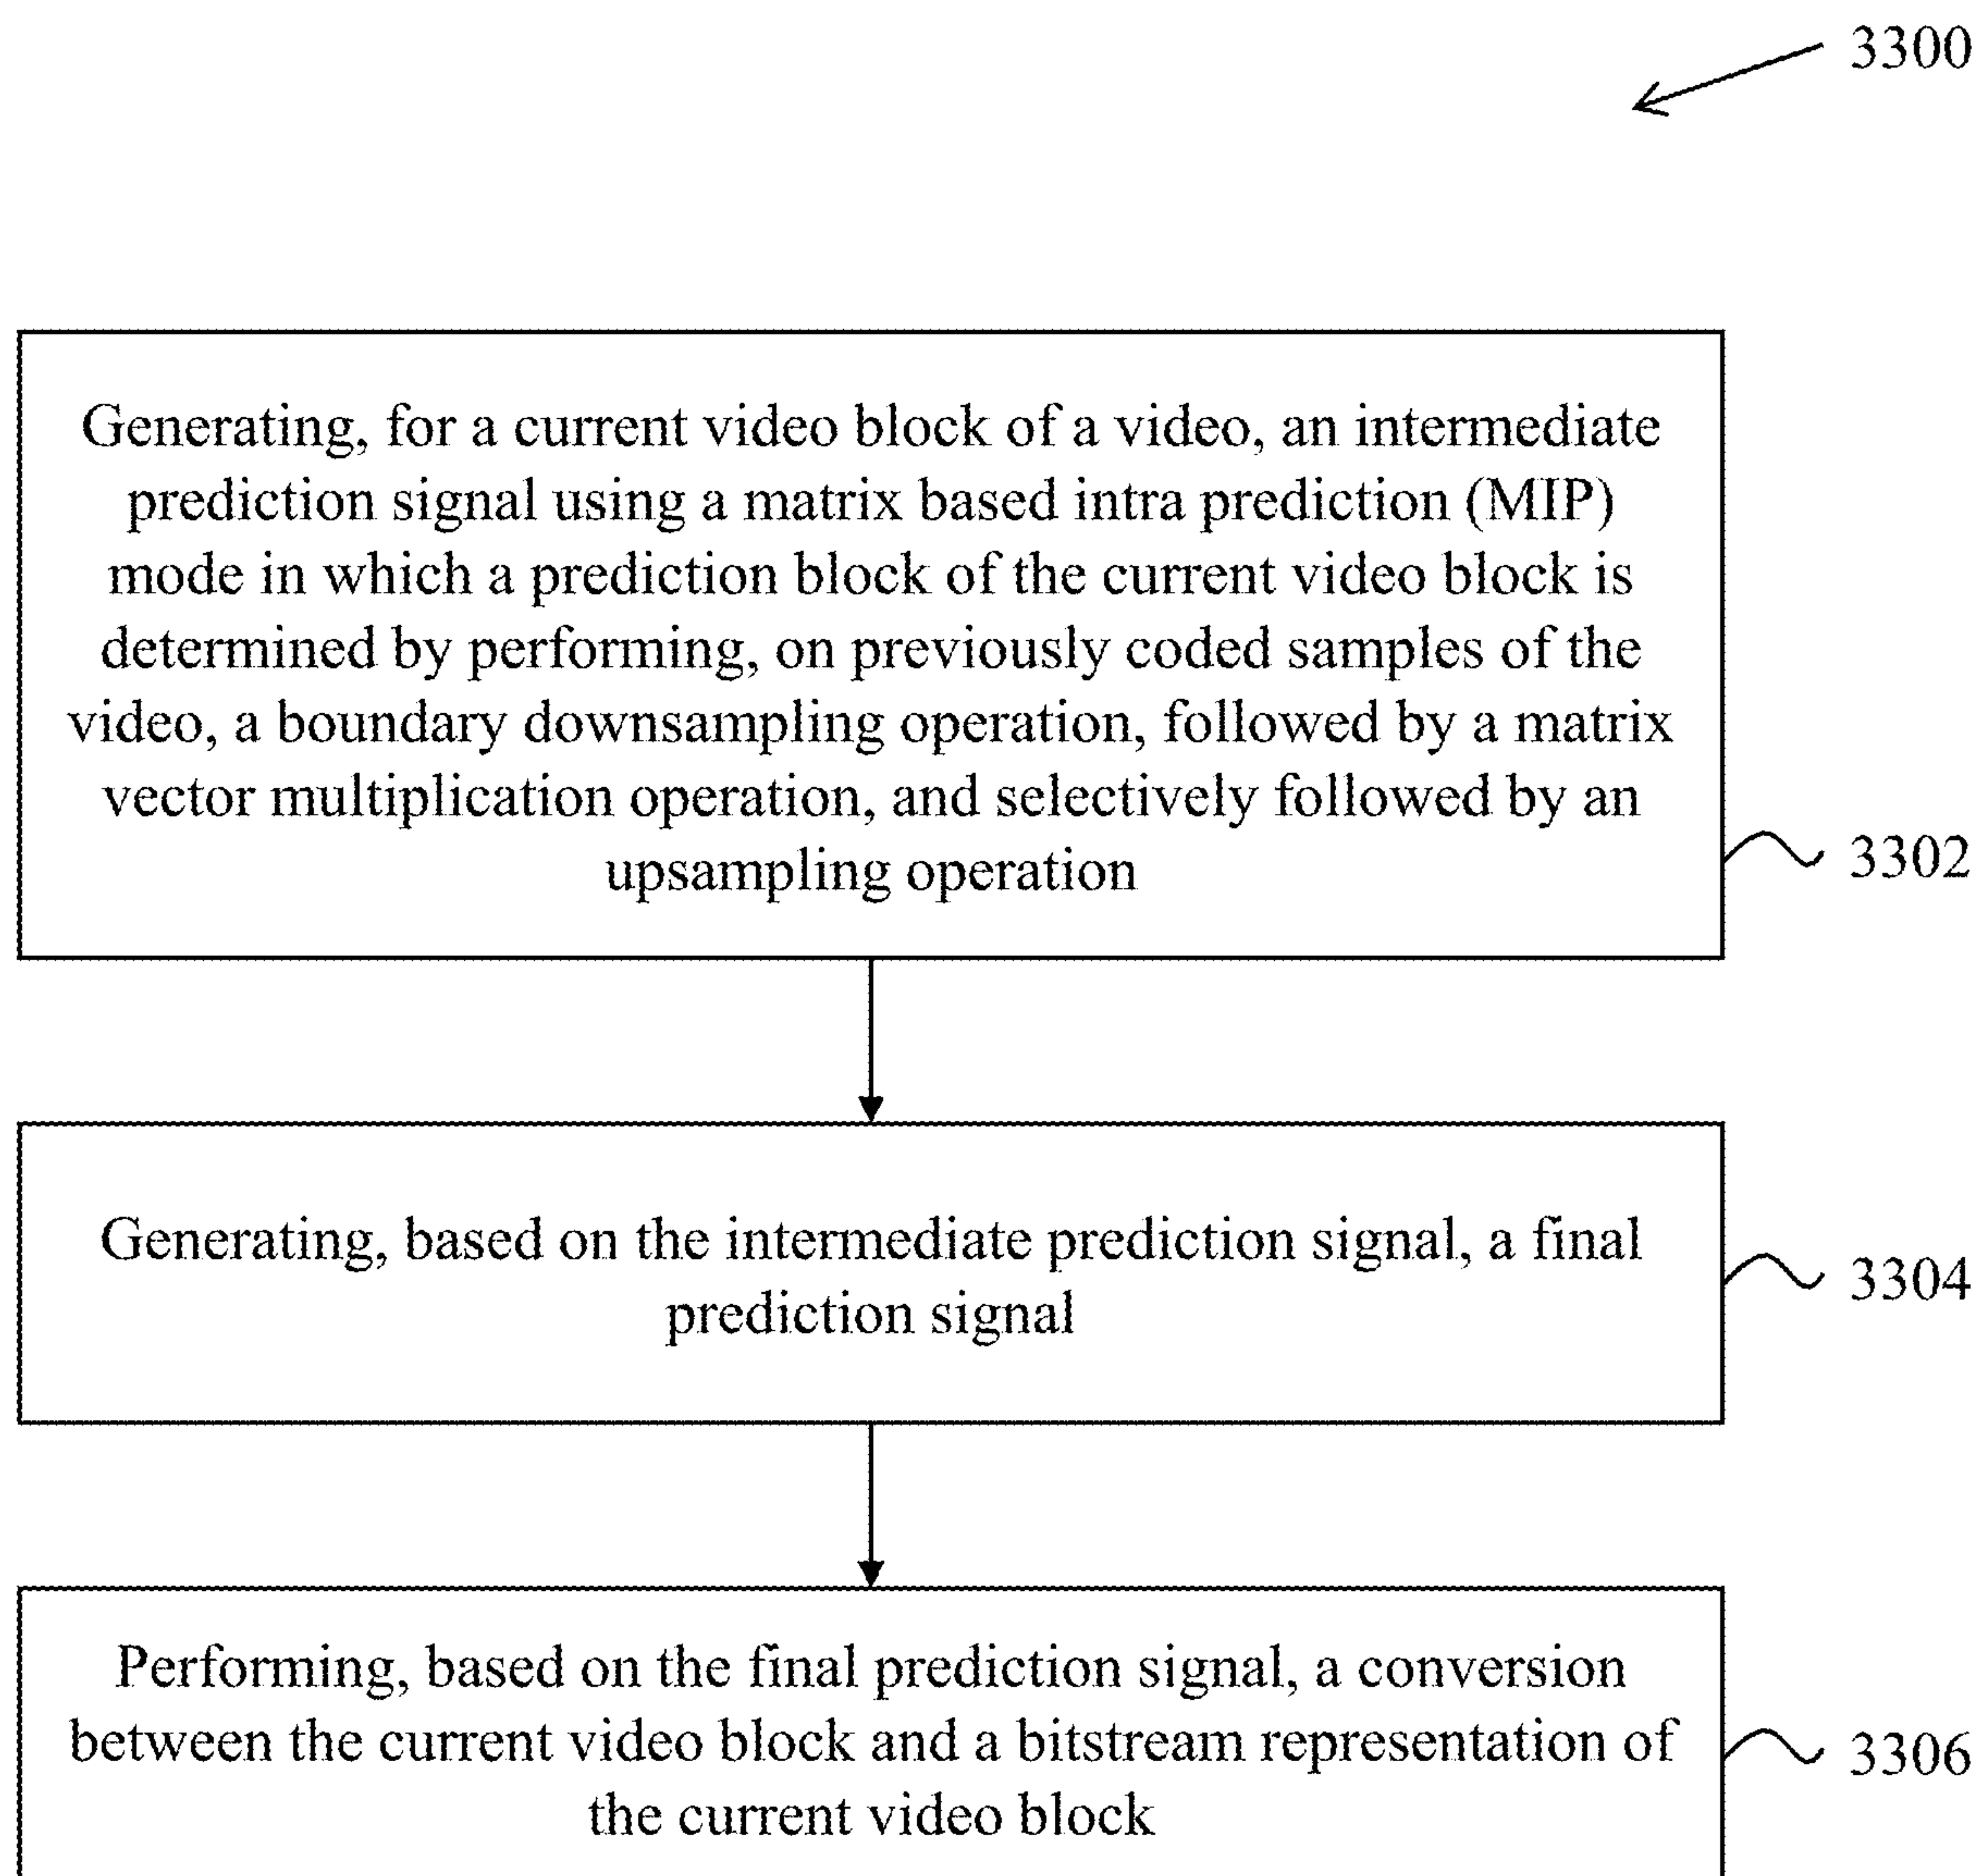 3300
Generating, for a current video block of a video, an intermediate
prediction signal using a matrix based intra prediction (MIP)
mode in which a prediction block of the current video block is
determined by performing, on previously coded samples of the
video, a boundary downsampling operation, followed by a matrix
vector multiplication operation, and selectively followed by an
upsampling operation
3302
Generating, based on the intermediate prediction signal, a final
prediction signal
3304
Performing, based on the final prediction signal, a conversion
between the current video block and a bitstream representation of
the current video block
3306